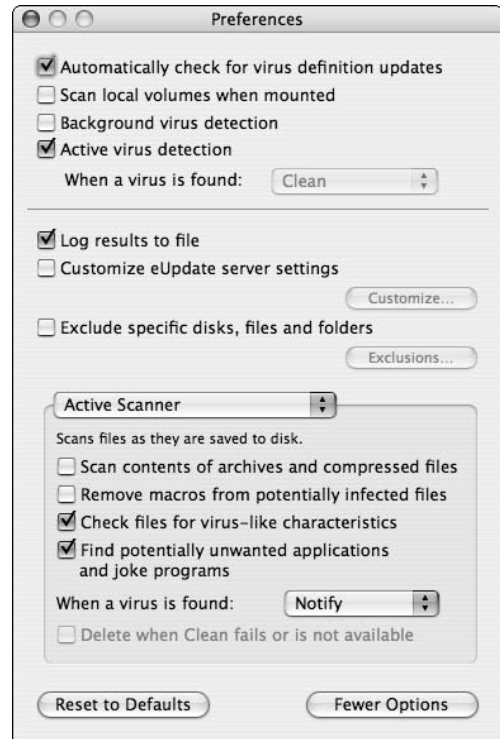 Preferences
Automatically check for virus definition updates
Scan local volumes when mounted
Background virus detection
Active virus detection
When a virus is found: Clean
Log results to file
Customize eUpdate server settings
Customize...
Exclude specific disks, files and folders
Exclusions...
Active Scanner
Scans files as they are saved to disk.
Scan contents of archives and compressed files
Remove macros from potentially infected files
Check files for virus-like characteristics
Find potentially unwanted applications
and joke programs
When a virus is found: Notify
Delete when Clean fails or is not available
Reset to Defaults Fewer Options